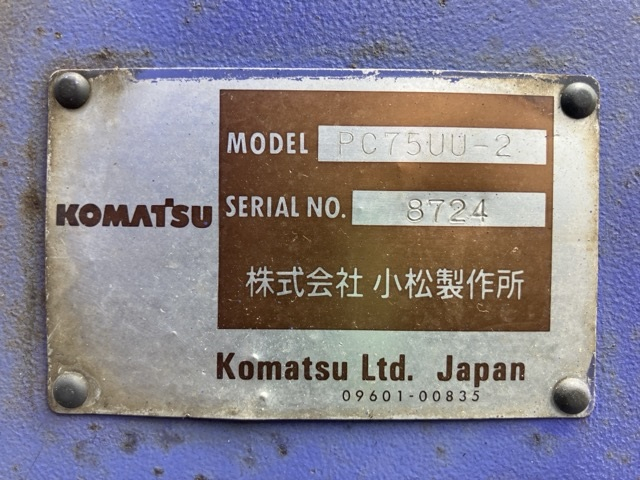 MODEL PC75UU-2
KOMATSU
SERIAL NO. 8724
株式会社 小松製作所
Komatsu Ltd. Japan
09601-00835